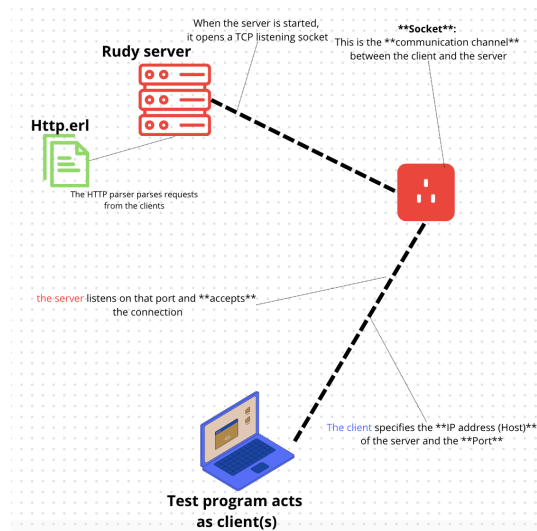 When the server is started,
it opens a TCP listening socket
**Socket**:
This is the **communication channel**
between the client and the server
Rudy server
Http.erl
The HTTP parser parses requests
from the clients
the server listens on that port and **accepts**
the connection
The client specifies the **IP address (Host)**
of the server and the **Port**
Test program acts
as client(s)